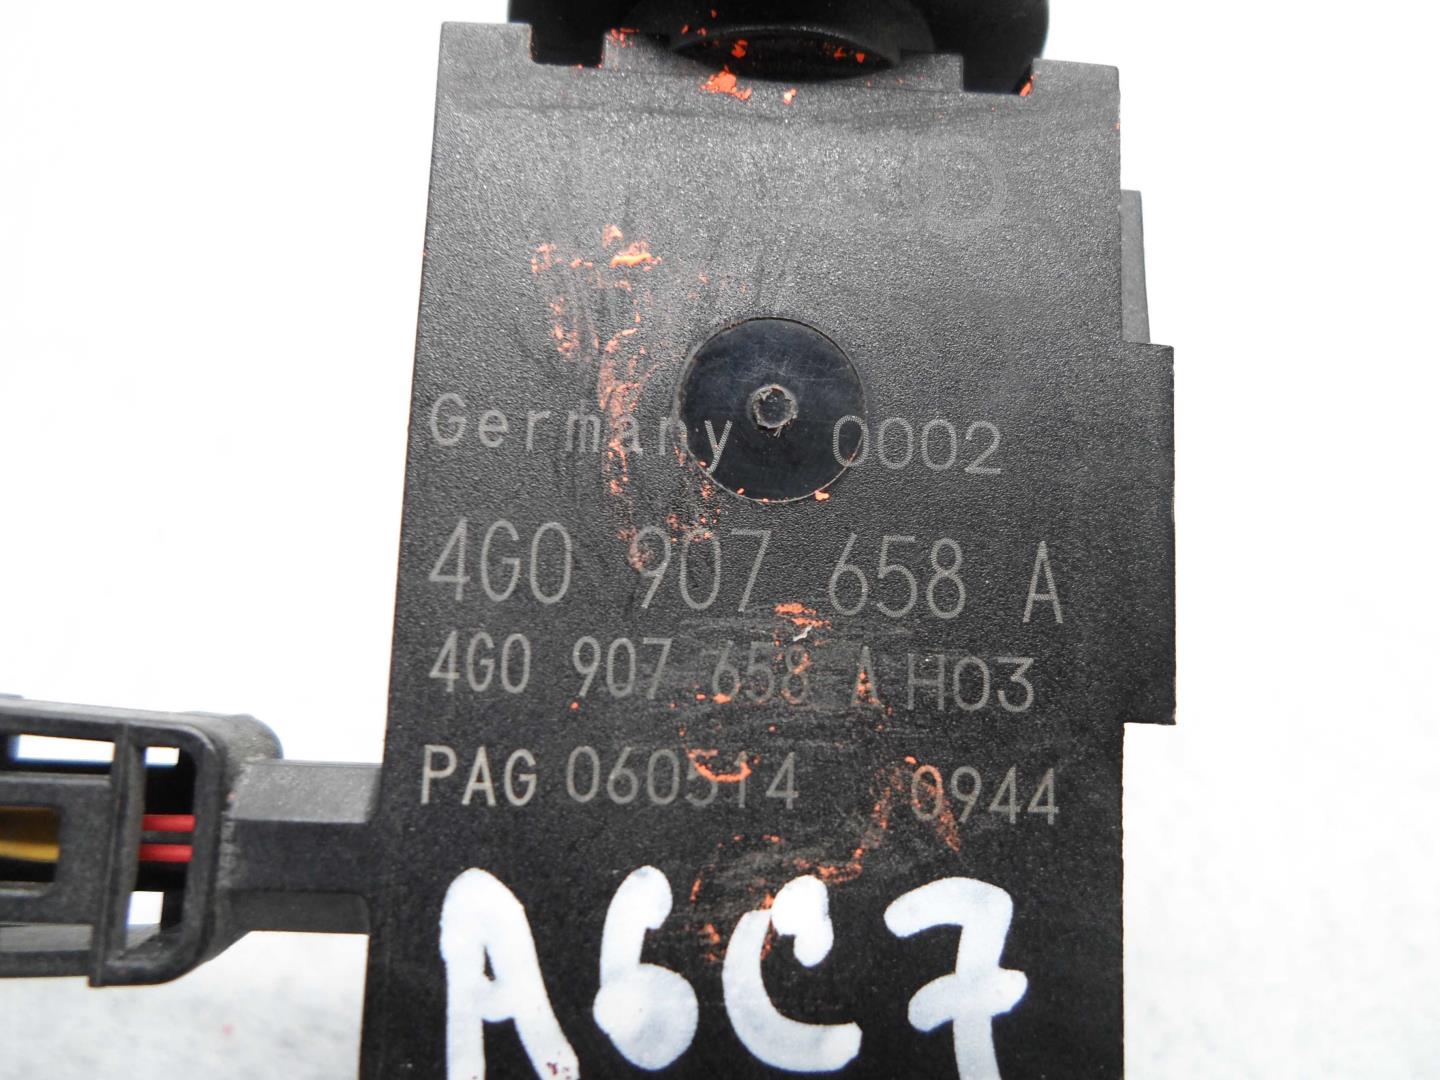 Germany 0002
4G0 907 658 A
4G0 907 658 A H03
PAG 060514 0944
A6C7